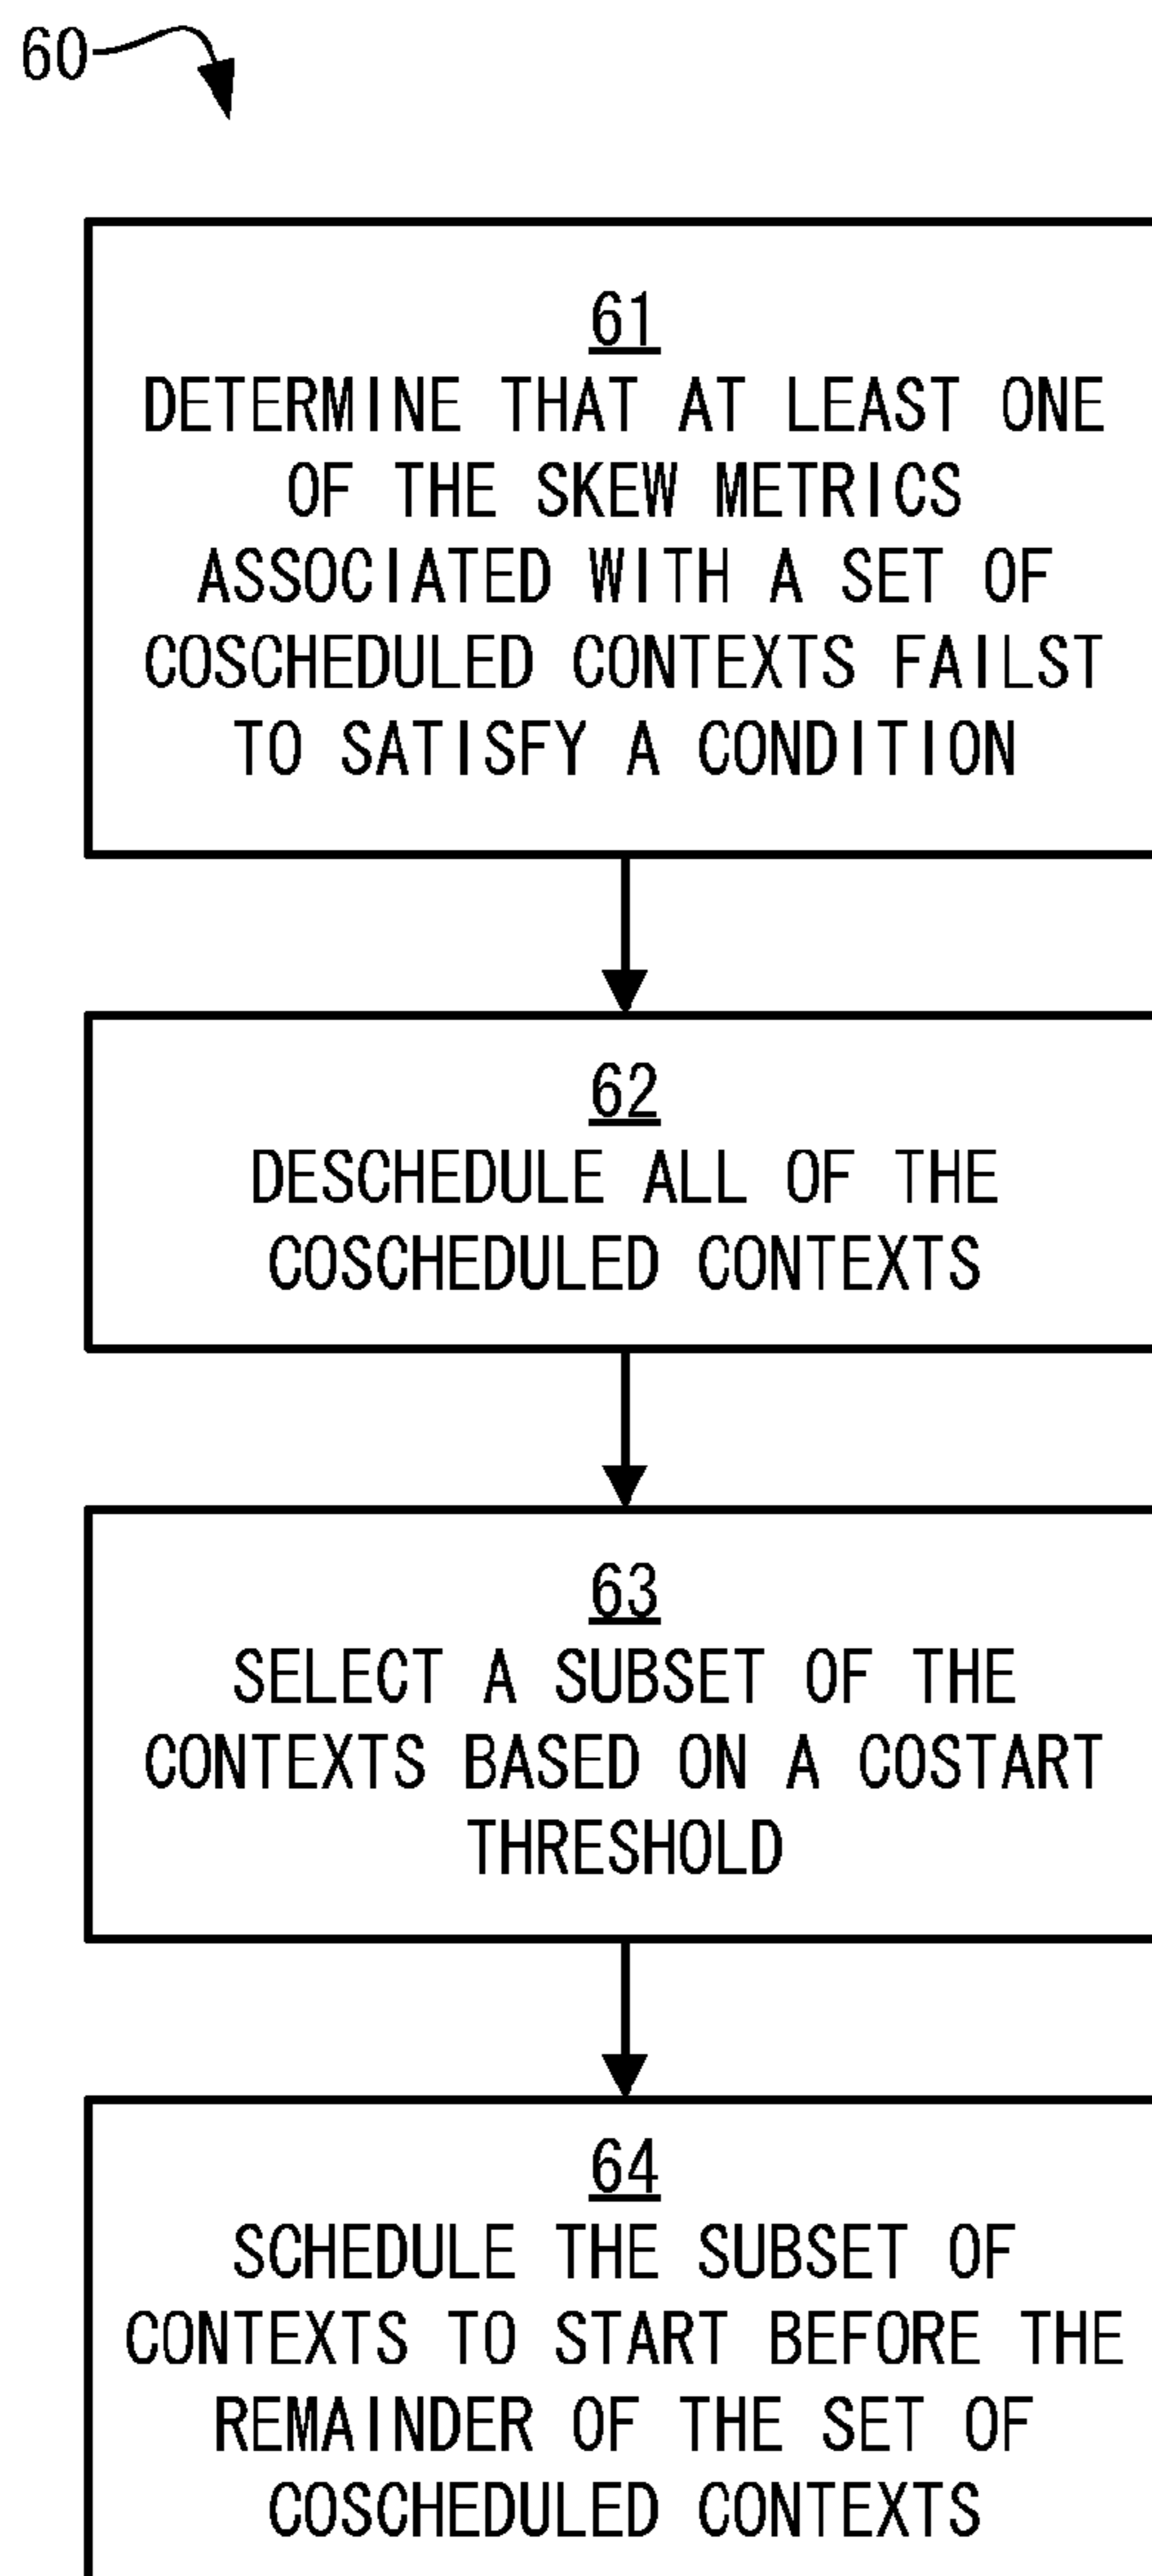 60
61
DETERMINE THAT AT LEAST ONE
OF THE SKEW METRICS
ASSOCIATED WITH A SET OF
COSCHEDULED CONTEXTS FAILST
TO SATISFY A CONDITION
62
DESCHEDULE ALL OF THE
COSCHEDULED CONTEXTS
63
SELECT A SUBSET OF THE
CONTEXTS BASED ON A COSTART
THRESHOLD
64
SCHEDULE THE SUBSET OF
CONTEXTS TO START BEFORE THE
REMAINDER OF THE SET OF
COSCHEDULED CONTEXTS